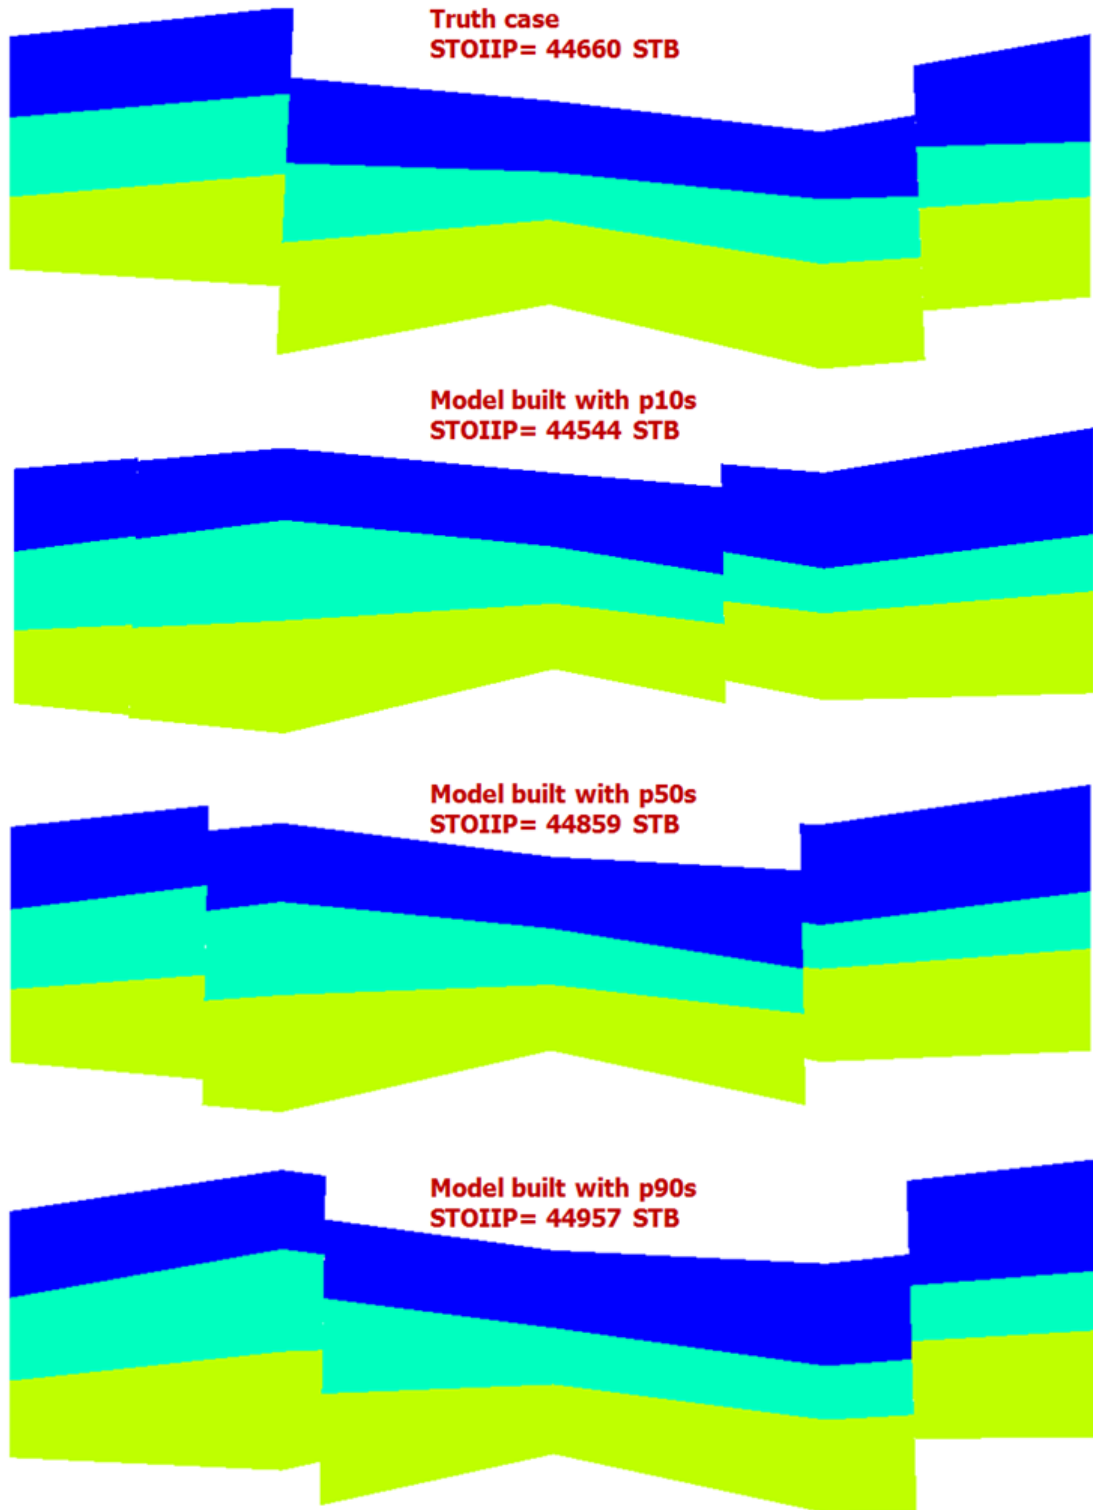 Truth case
STOIIP= 44660 STB
Model built with p10s
STOIIP= 44544 STB
Model built with p50s
STOIIP= 44859 STB
Model built with p90s
STOIIP= 44957 STB